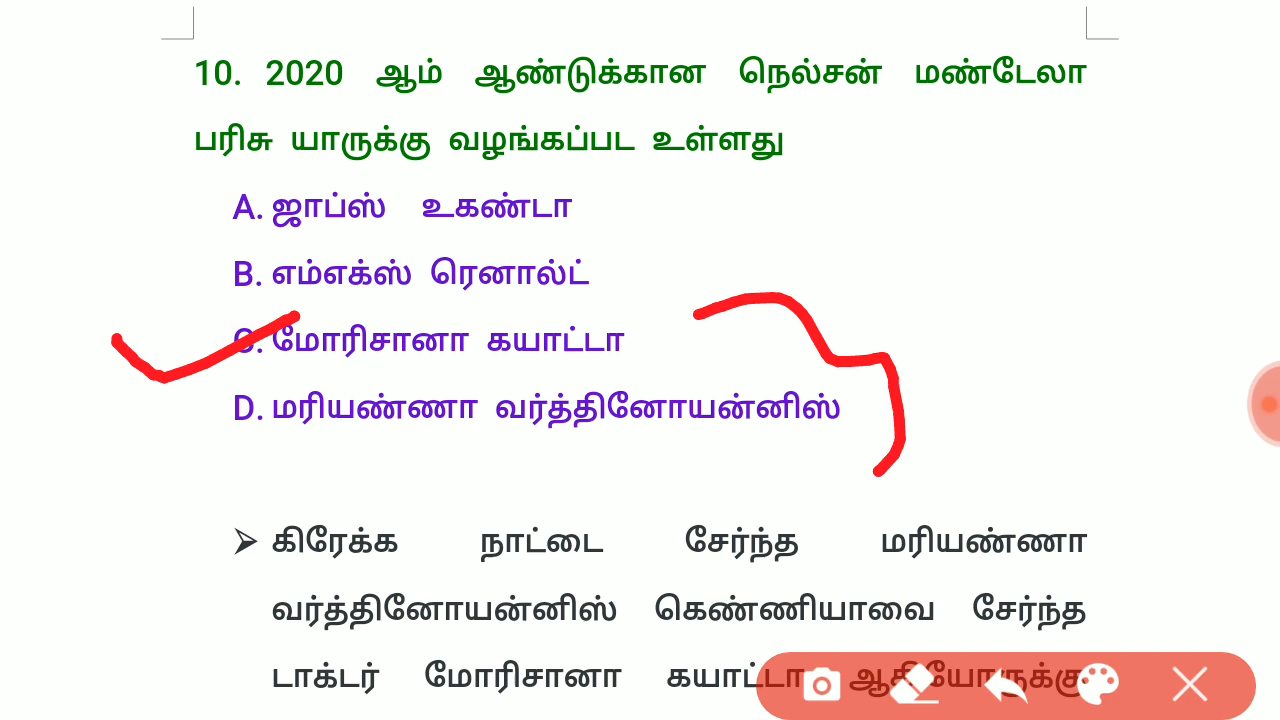 10. 2020 ஆம் ஆண்டுக்கான நெல்சன் மண்டேலா
பரிசு யாருக்கு வழங்கப்பட உள்ளது
A. ஜாப்ஸ் உகண்டா
B. எம்எக்ஸ் ரெனால்ட்
C. மோரிசானா கயாட்டா
D. மரியண்ணா வர்த்தினோயன்னிஸ்
➢ கிரேக்க நாட்டை சேர்ந்த மரியண்ணா
வர்த்தினோயன்னிஸ் கெண்ணியாவை சேர்ந்த
டாக்டர் மோரிசானா கயாட்டா ஆகியோருக்கு